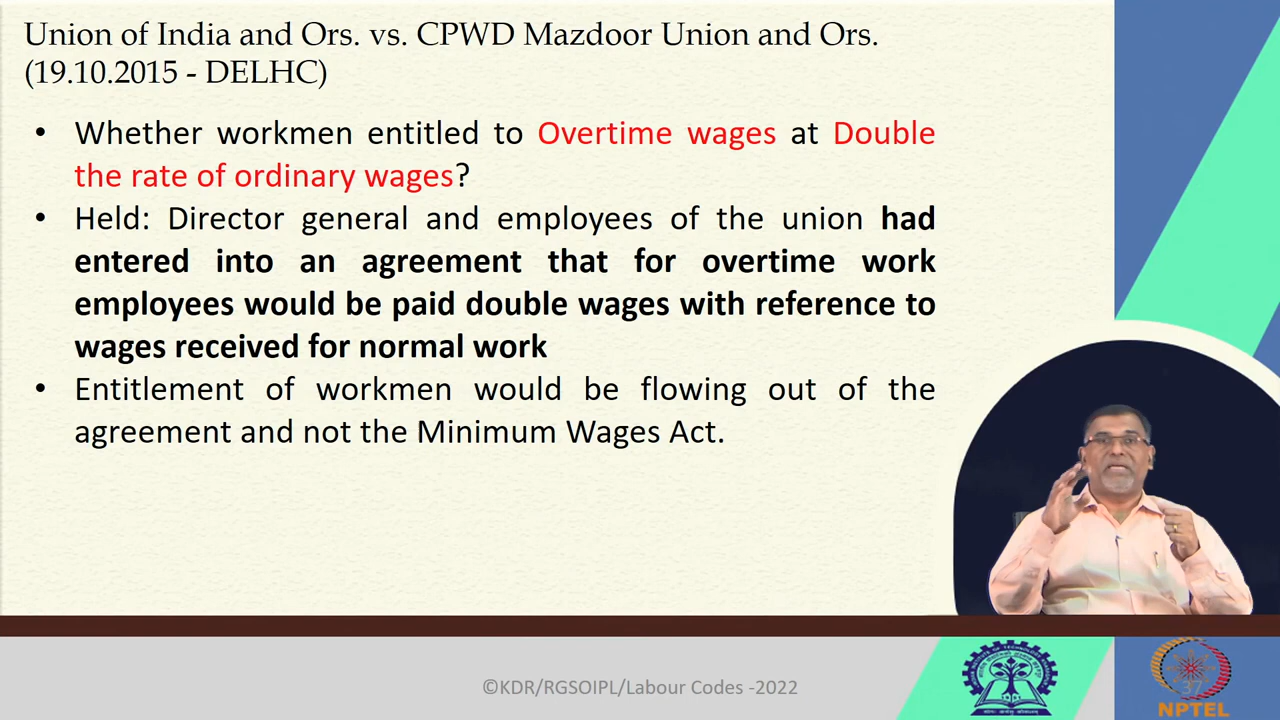 Union of India and Ors. vs. CPWD Mazdoor Union and Ors.
(19.10.2015 - DELHC)
• Whether workmen entitled to Overtime wages at Double
the rate of ordinary wages?
• Held: Director general and employees of the union had
entered into an agreement that for overtime work
employees would be paid double wages with reference to
wages received for normal work
• Entitlement of workmen would be flowing out of the
agreement and not the Minimum Wages Act.
©KDR/RGSOIPL/Labour Codes -2022
37
NPTEL